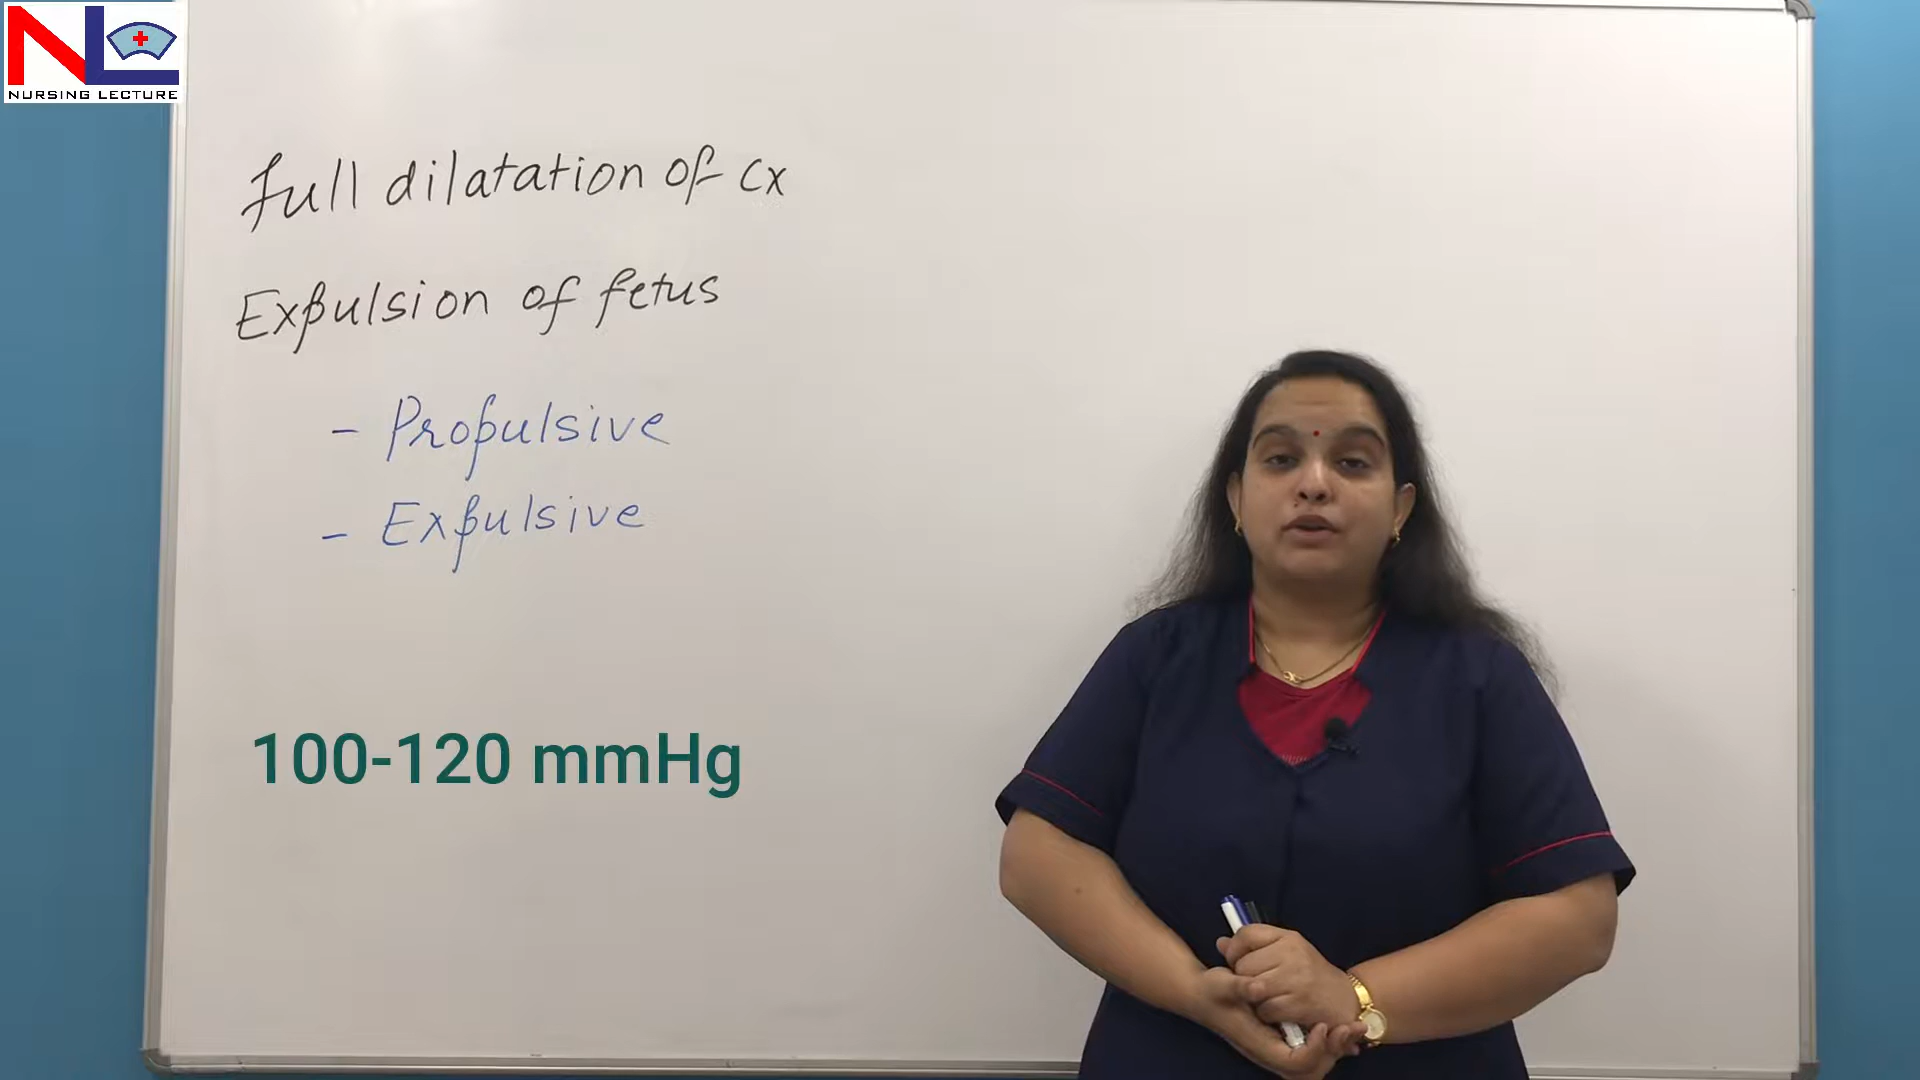 NURSING LECTURE
full dilatation of cx
Expulsion of fetus
- Propulsive
- Expulsive
100-120 mmHg